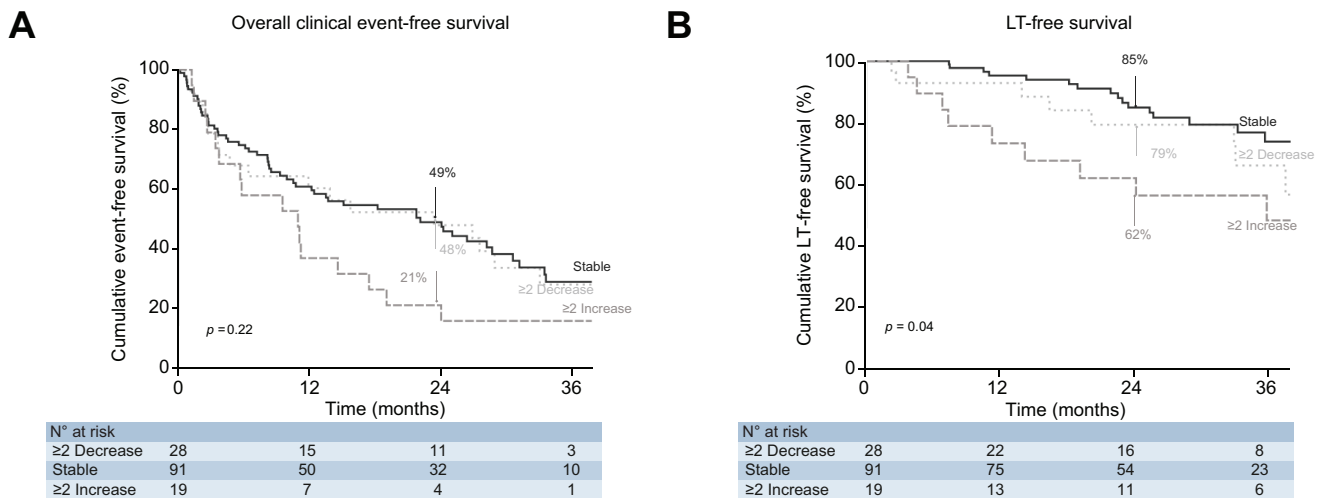 A
Overall clinical event-free survival
Cumulative event-free survival (%)
100
80
60
40
20
0
49%
48%
21%
Stable
≥2 Decrease
≥2 Increase
p = 0.22
0 12 24 36
Time (months)
N° at risk
≥2 Decrease 28 15 11 3
Stable 91 50 32 10
≥2 Increase 19 7 4 1
B
LT-free survival
Cumulative LT-free survival (%)
100
80
60
40
20
0
85%
79%
62%
Stable
≥2 Decrease
≥2 Increase
p = 0.04
0 12 24 36
Time (months)
N° at risk
≥2 Decrease 28 22 16 8
Stable 91 75 54 23
≥2 Increase 19 13 11 6